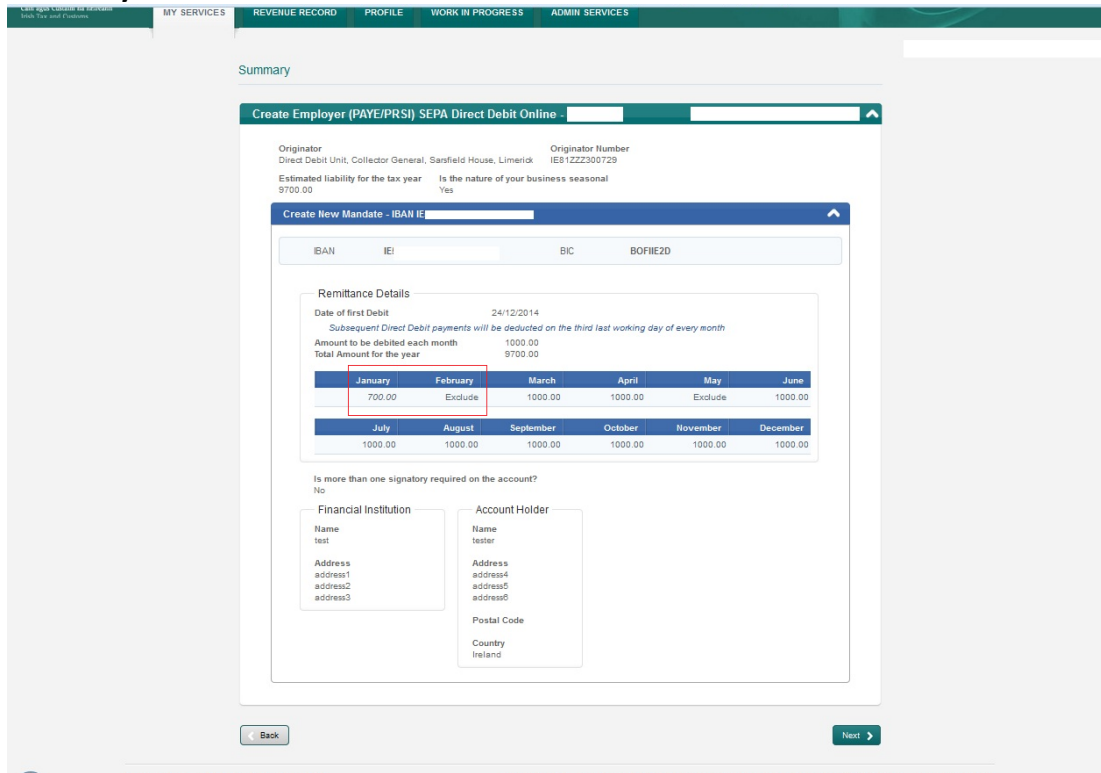 Irish Tax and Customs
MY SERVICES REVENUE RECORD PROFILE WORK IN PROGRESS ADMIN SERVICES
Summary
Create Employer (PAYE/PRSI) SEPA Direct Debit Online -
Originator Originator Number
Direct Debit Unit, Collector General, Sarsfield House, Limerick IE81ZZZ300729
Estimated liability for the tax year Is the nature of your business seasonal
9700.00 Yes
Create New Mandate - IBAN IE
IBAN IE BIC BOFIIE2D
Remittance Details
Date of first Debit 24/12/2014
Subsequent Direct Debit payments will be deducted on the third last working day of every month
Amount to be debited each month 1000.00
Total Amount for the year 9700.00
January February March April May June
700.00 Exclude 1000.00 1000.00 Exclude 1000.00
July August September October November December
1000.00 1000.00 1000.00 1000.00 1000.00 1000.00
Is more than one signatory required on the account?
No
Financial Institution Account Holder
Name Name
test tester
Address Address
address1 address4
address2 address5
address3 address6
Postal Code
Country
Ireland
Back Next